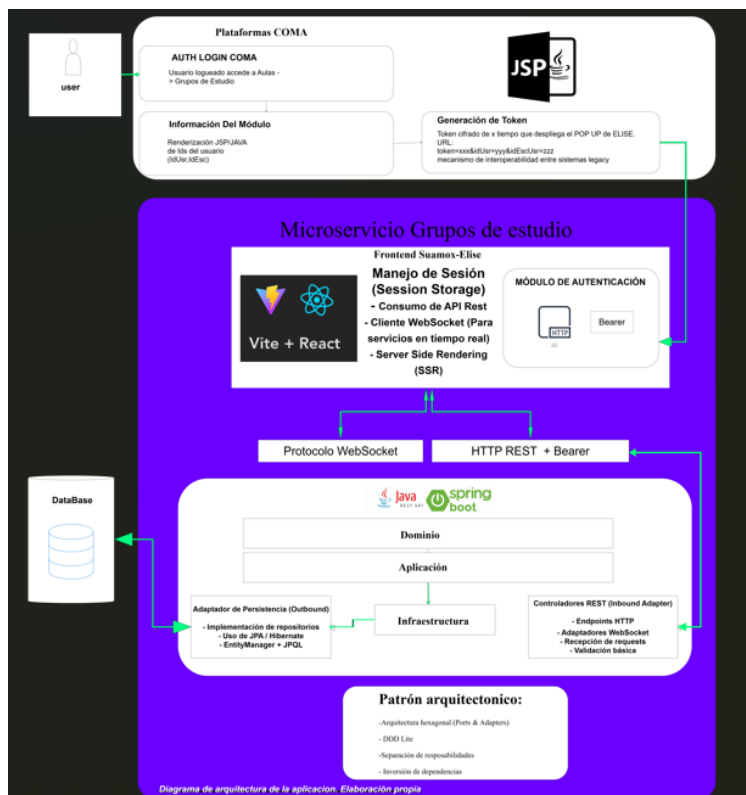 Plataformas COMA
user
AUTH LOGIN COMA
Usuario logueado accede a Aulas -
> Grupos de Estudio
JSP
Información Del Módulo
Renderización JSP/JAVA
de Ids del usuario
(IdUsr,IdEsc)
Generación de Token
Token cifrado de x tiempo que despliega el POP UP de ELISE.
URL:
token=xxx&idUsr=yyy&idEscUsr=zzz
mecanismo de interoperabilidad entre sistemas legacy
Microservicio Grupos de estudio
Frontend Suamox-Elise
Vite + React
Manejo de Sesión
(Session Storage)
- Consumo de API Rest
- Cliente WebSocket (Para
servicios en tiempo real)
- Server Side Rendering
(SSR)
MÓDULO DE AUTENTICACIÓN
HTTP
Bearer
Protocolo WebSocket
HTTP REST + Bearer
DataBase
Java
REST API
spring
boot
Dominio
Aplicación
Infraestructura
Adaptador de Persistencia (Outbound)
- Implementación de repositorios
- Uso de JPA / Hibernate
- EntityManager + JPQL
Controladores REST (Inbound Adapter)
- Endpoints HTTP
- Adaptadores WebSocket
- Recepción de requests
- Validación básica
Patrón arquitectonico:
-Arquitectura hexagonal (Ports & Adapters)
- DDD Lite
-Separación de resposabilidades
- Inversión de dependencias
Diagrama de arquitectura de la aplicacion. Elaboración propia